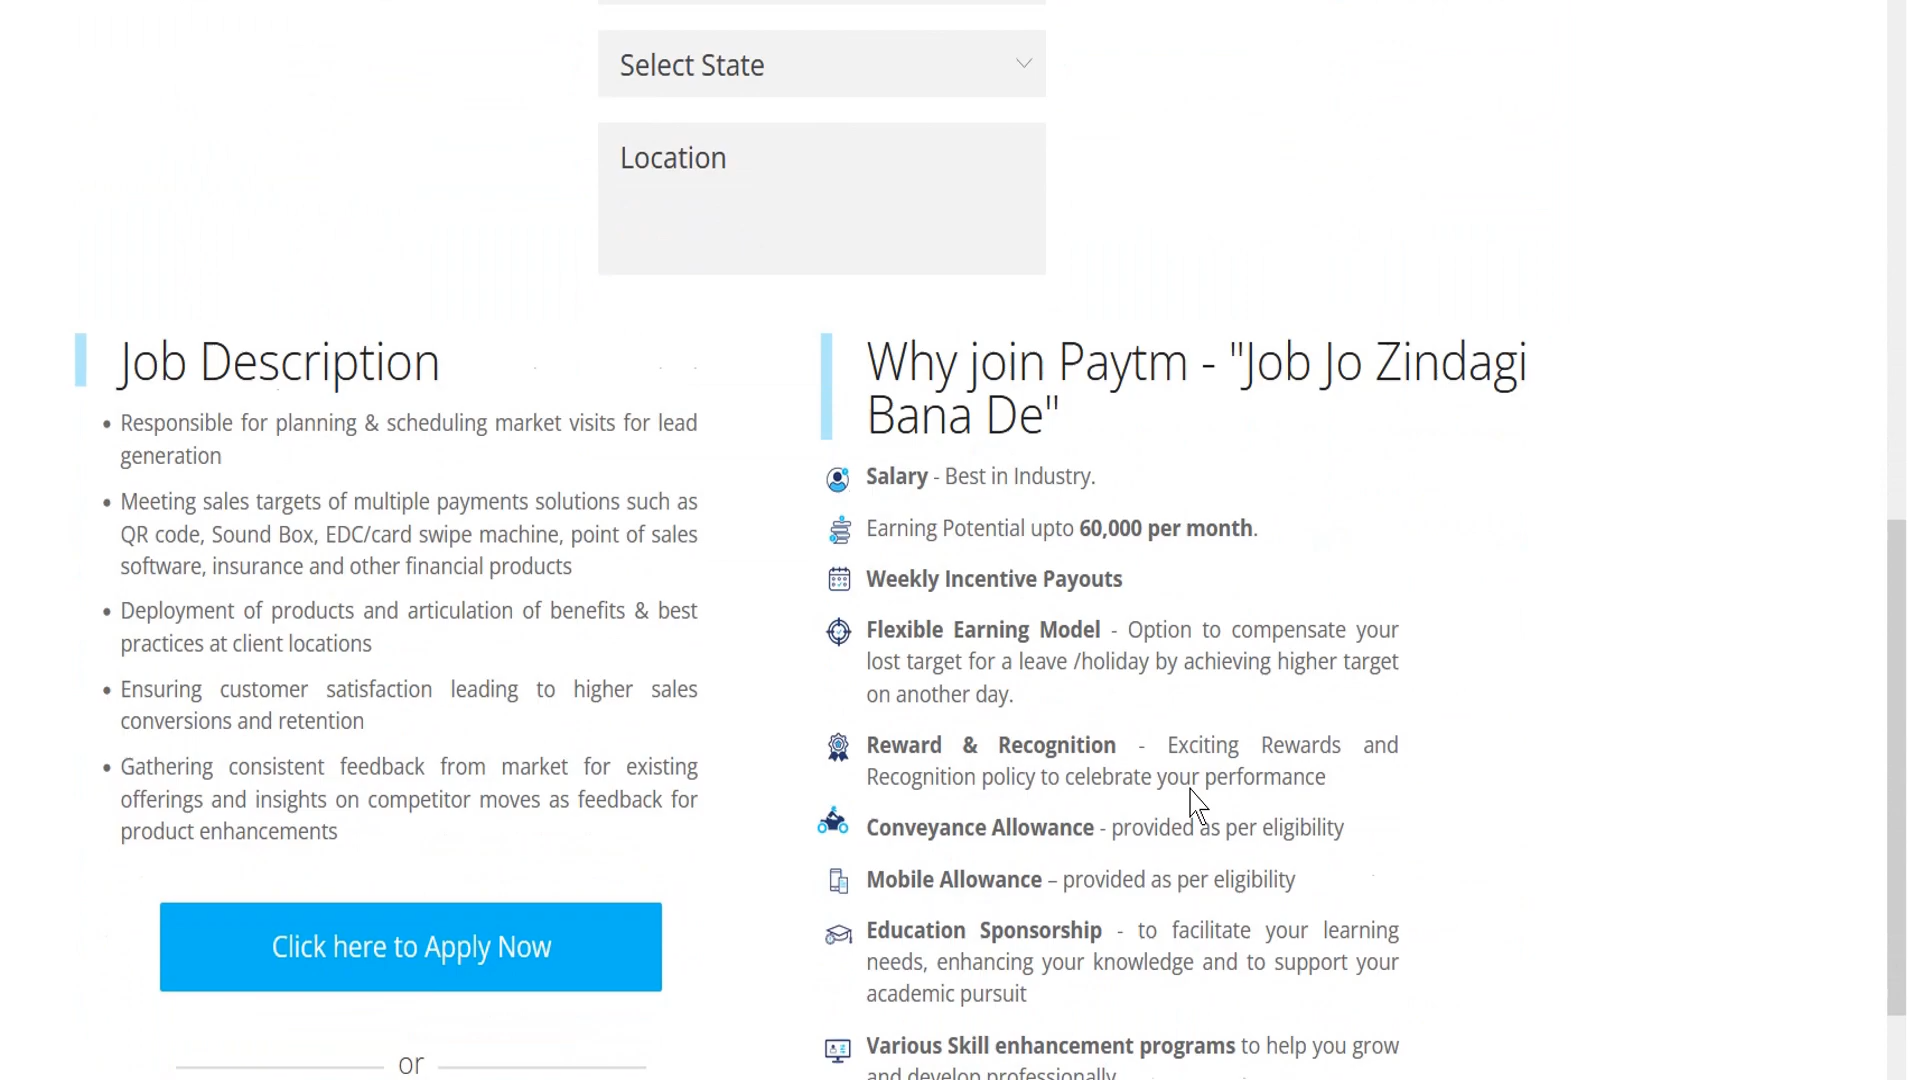 Select State
Location
Job Description
• Responsible for planning & scheduling market visits for lead
generation
• Meeting sales targets of multiple payments solutions such as
QR code, Sound Box, EDC/card swipe machine, point of sales
software, insurance and other financial products
• Deployment of products and articulation of benefits & best
practices at client locations
• Ensuring customer satisfaction leading to higher sales
conversions and retention
• Gathering consistent feedback from market for existing
offerings and insights on competitor moves as feedback for
product enhancements
Click here to Apply Now
or
Why join Paytm - "Job Jo Zindagi
Bana De"
Salary - Best in Industry.
Earning Potential upto 60,000 per month.
Weekly Incentive Payouts
Flexible Earning Model - Option to compensate your
lost target for a leave /holiday by achieving higher target
on another day.
Reward & Recognition - Exciting Rewards and
Recognition policy to celebrate your performance
Conveyance Allowance - provided as per eligibility
Mobile Allowance – provided as per eligibility
Education Sponsorship - to facilitate your learning
needs, enhancing your knowledge and to support your
academic pursuit
Various Skill enhancement programs to help you grow
and develop professionally